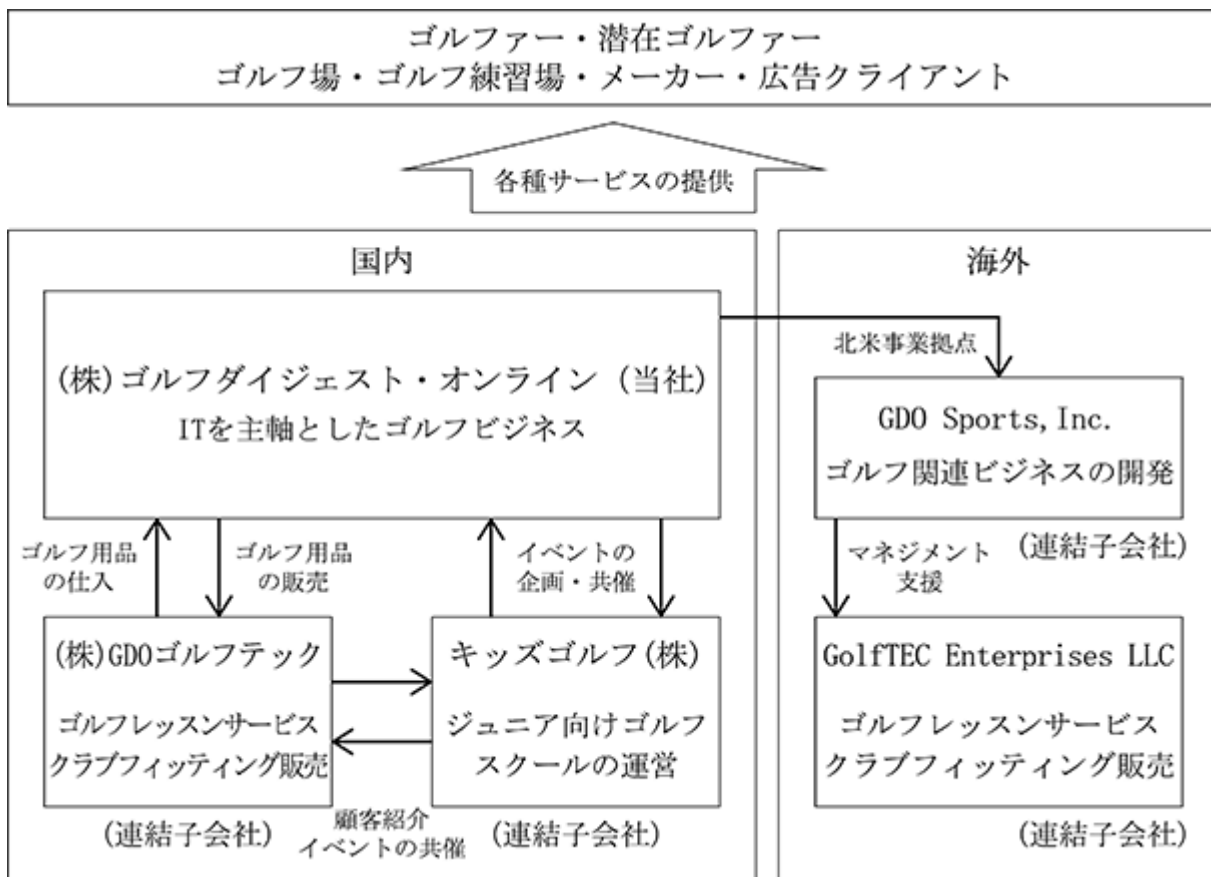 ゴルファー・潜在ゴルファー
ゴルフ場・ゴルフ練習場・メーカー・広告クライアント
各種サービスの提供
国内
(株)ゴルフダイジェスト・オンライン (当社)
ITを主軸としたゴルフビジネス
ゴルフ用品
の仕入
ゴルフ用品
の販売
イベントの
企画・共催
(株)GDOゴルフテック
ゴルフレッスンサービス
クラブフィッティング販売
(連結子会社)
キッズゴルフ(株)
ジュニア向けゴルフ
スクールの運営
(連結子会社)
顧客紹介
イベントの共催
海外
北米事業拠点
GDO Sports,Inc.
ゴルフ関連ビジネスの開発
(連結子会社)
マネジメント
支援
GolfTEC Enterprises LLC
ゴルフレッスンサービス
クラブフィッティング販売
(連結子会社)